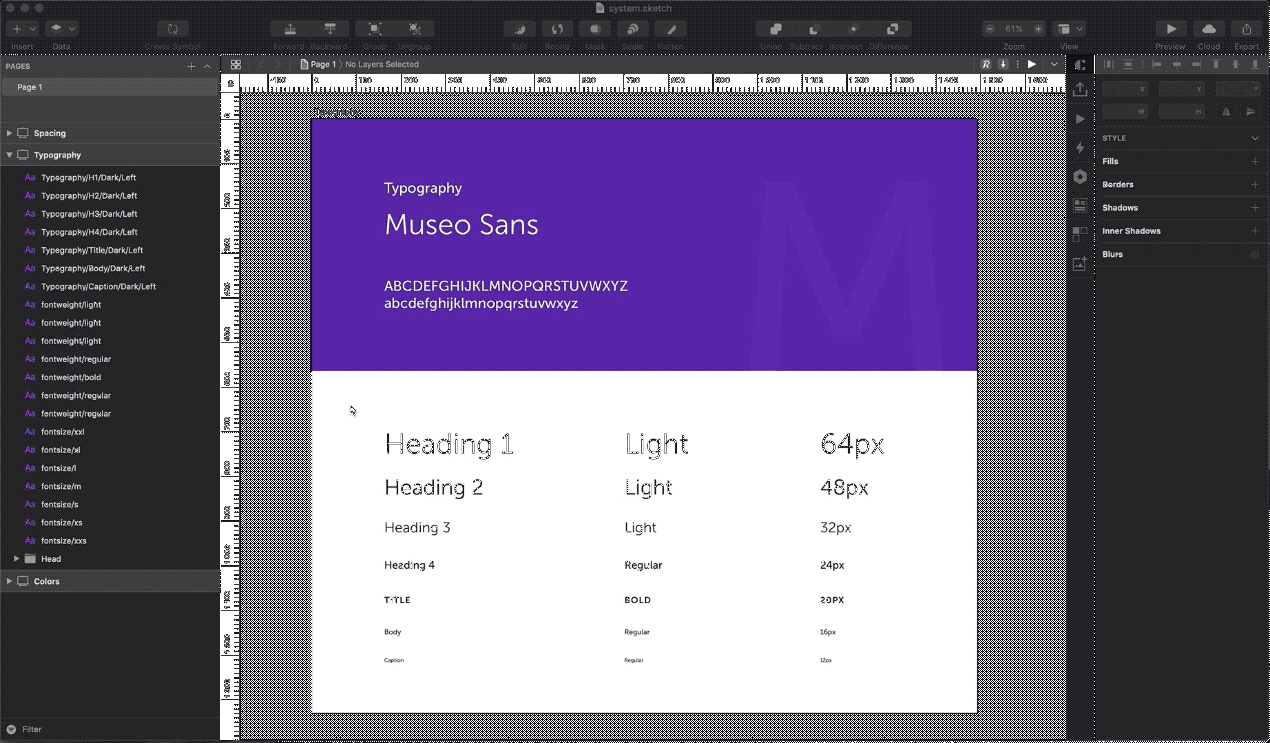 system.sketch
Insert
Data
Create Symbol
Forward
Backward
Group
Ungroup
Edit
Rotate
Mask
Scale
Flatten
Union
Subtract
Intersect
Difference
61%
Zoom
View
Preview
Cloud
Export
PAGES
Page 1
Page 1
No Layers Selected
Spacing
Typography
Typography/H1/Dark/Left
Typography/H2/Dark/Left
Typography/H3/Dark/Left
Typography/H4/Dark/Left
Typography/Title/Dark/Left
Typography/Body/Dark/Left
Typography/Caption/Dark/Left
fontweight/light
fontweight/light
fontweight/light
fontweight/regular
fontweight/bold
fontweight/regular
fontweight/regular
fontsize/xxl
fontsize/xl
fontsize/l
fontsize/m
fontsize/s
fontsize/xs
fontsize/xxs
Head
Colors
Filter
Typography
Museo Sans
ABCDEFGHIJKLMNOPQRSTUVWXYZ
abcdefghijklmnopqrstuvwxyz
M
Heading 1 Light 64px
Heading 2 Light 48px
Heading 3 Light 32px
Heading 4 Regular 24px
TITLE BOLD 20PX
Body Regular 16px
Caption Regular 12px
X
Y
W
H
STYLE
Fills
Borders
Shadows
Inner Shadows
Blurs